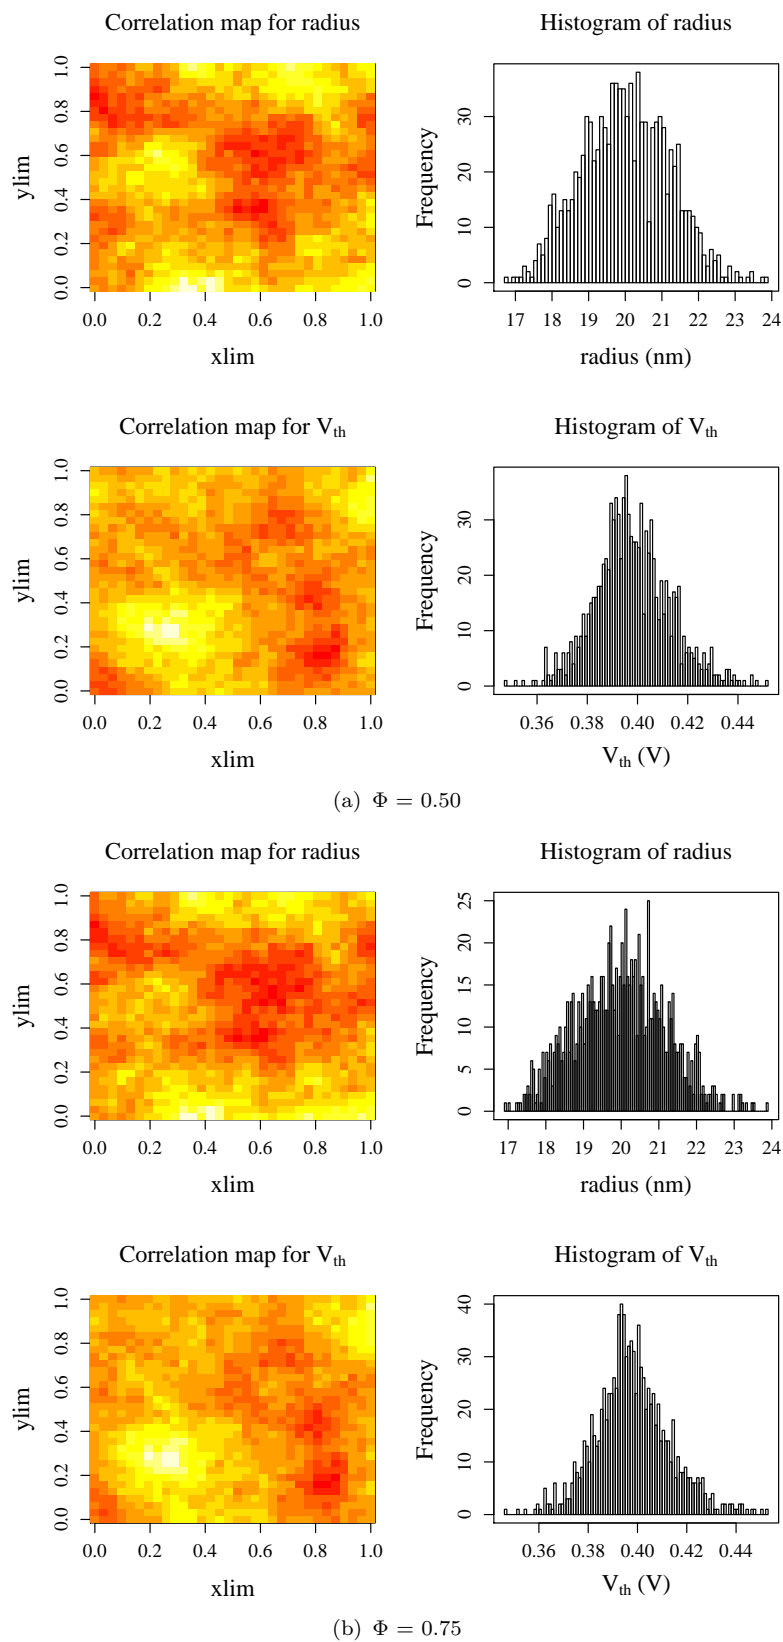 Correlation map for radius
Histogram of radius
1.0
0.8
0.6
0.4
0.2
0.0
ylim
0.0 0.2 0.4 0.6 0.8 1.0
xlim
30
20
10
0
Frequency
17 18 19 20 21 22 23 24
radius (nm)
Correlation map for Vth
Histogram of Vth
1.0
0.8
0.6
0.4
0.2
0.0
ylim
0.0 0.2 0.4 0.6 0.8 1.0
xlim
30
20
10
0
Frequency
0.36 0.40 0.42 0.44
Vth (V)
(a) Φ = 0.50
Correlation map for radius
Histogram of radius
1.0
0.8
0.6
0.4
0.2
0.0
ylim
0.0 0.2 0.4 0.6 0.8 1.0
xlim
25
20
15
10
5
0
Frequency
17 18 19 20 21 22 23 24
radius (nm)
Correlation map for Vth
Histogram of Vth
1.0
0.8
0.6
0.4
0.2
0.0
ylim
0.0 0.2 0.4 0.6 0.8 1.0
xlim
40
30
20
10
0
Frequency
0.36 0.38 0.40 0.42 0.44
Vth (V)
(b) Φ = 0.75